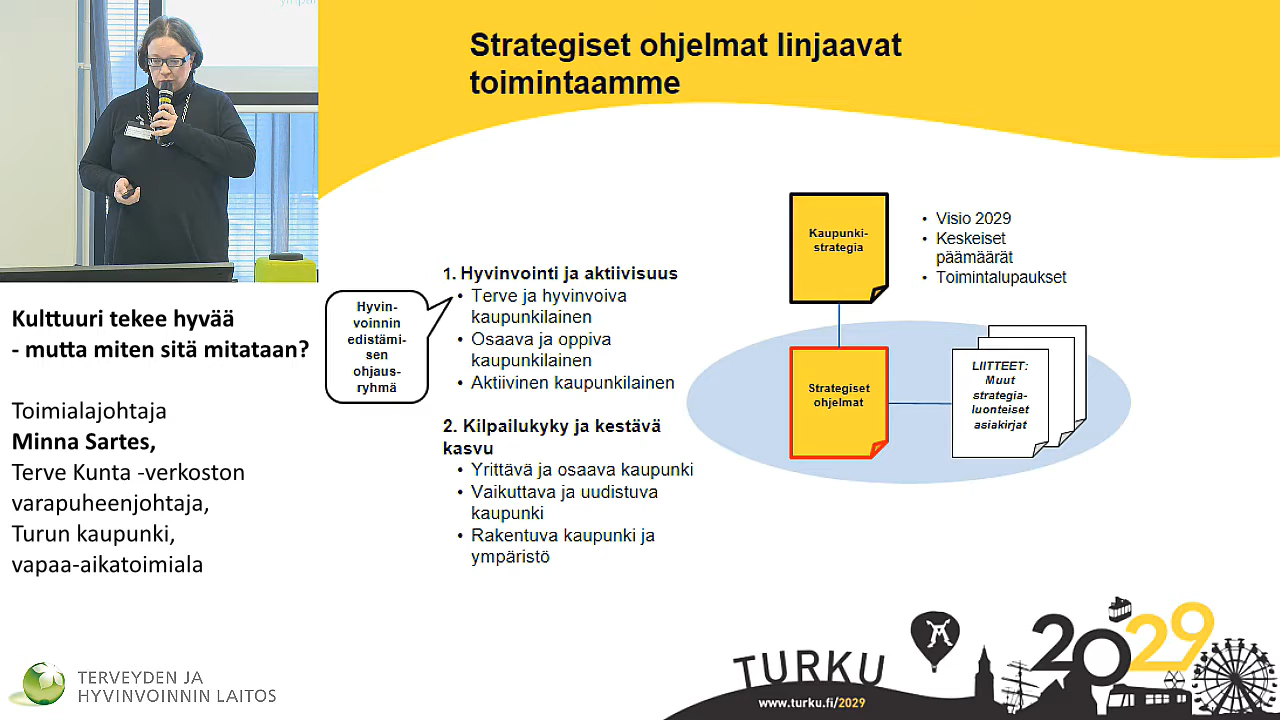 Strategiset ohjelmat linjaavat
toimintaamme
Kaupunki-
strategia
• Visio 2029
• Keskeiset
päämäärät
• Toimintalupaukset
1. Hyvinvointi ja aktiivisuus
• Terve ja hyvinvoiva
kaupunkilainen
• Osaava ja oppiva
kaupunkilainen
• Aktiivinen kaupunkilainen
Hyvin-
voinnin
edistämi-
sen
ohjaus-
ryhmä
2. Kilpailukyky ja kestävä
kasvu
• Yrittävä ja osaava kaupunki
• Vaikuttava ja uudistuva
kaupunki
• Rakentuva kaupunki ja
ympäristö
Strategiset
ohjelmat
LIITTEET:
Muut
strategia-
luonteiset
asiakirjat
Kulttuuri tekee hyvää
- mutta miten sitä mitataan?
Toimialajohtaja
Minna Sartes,
Terve Kunta -verkoston
varapuheenjohtaja,
Turun kaupunki,
vapaa-aikatoimiala
TERVEYDEN JA
HYVINVOINNIN LAITOS
TURKU
2029
www.turku.fi/2029